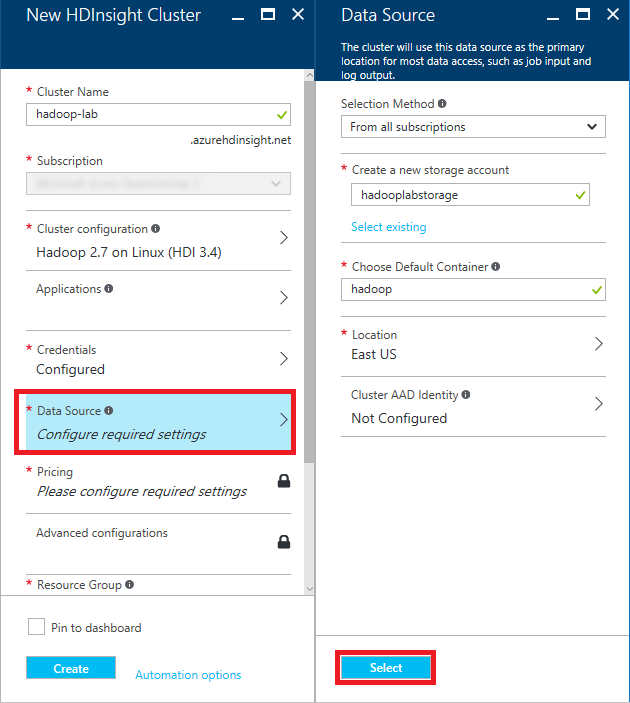 New HDInsight Cluster
* Cluster Name
hadoop-lab
.azurehdinsight.net
* Subscription
* Cluster configuration
Hadoop 2.7 on Linux (HDI 3.4)
Applications
* Credentials
Configured
* Data Source
Configure required settings
* Pricing
Please configure required settings
Advanced configurations
* Resource Group
Pin to dashboard
Create
Automation options
Data Source
The cluster will use this data source as the primary
location for most data access, such as job input and
log output.
Selection Method
From all subscriptions
* Create a new storage account
hadooplabstorage
Select existing
* Choose Default Container
hadoop
* Location
East US
Cluster AAD Identity
Not Configured
Select